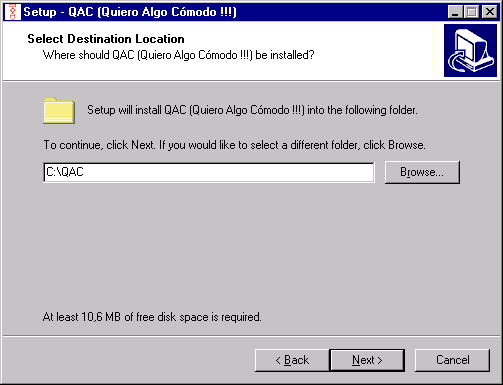 Setup - QAC (Quiero Algo Cómodo !!!)
Select Destination Location
Where should QAC (Quiero Algo Cómodo !!!) be installed?
Setup will install QAC (Quiero Algo Cómodo !!!) into the following folder.
To continue, click Next. If you would like to select a different folder, click Browse.
C:\QAC
Browse...
At least 10,6 MB of free disk space is required.
< Back
Next >
Cancel